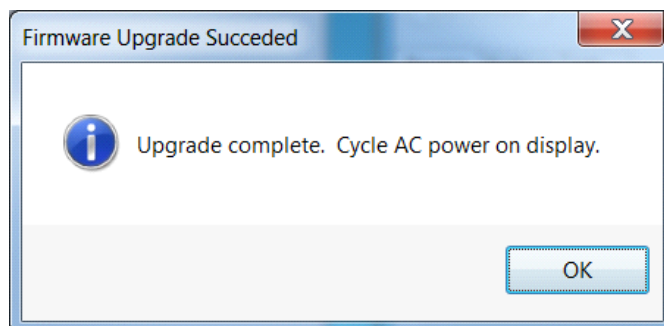 Firmware Upgrade Succeded
Upgrade complete.  Cycle AC power on display.
OK